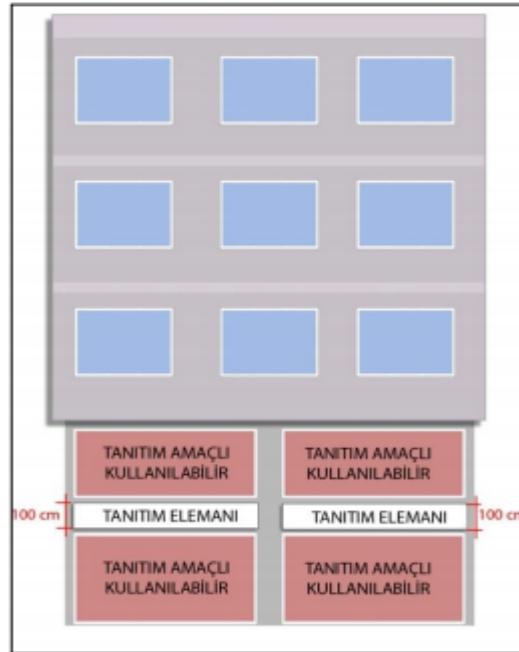 TANITIM AMAÇLI
KULLANILABİLİR
TANITIM AMAÇLI
KULLANILABİLİR
100 cm
TANITIM ELEMANI
TANITIM ELEMANI
100 cm
TANITIM AMAÇLI
KULLANILABİLİR
TANITIM AMAÇLI
KULLANILABİLİR